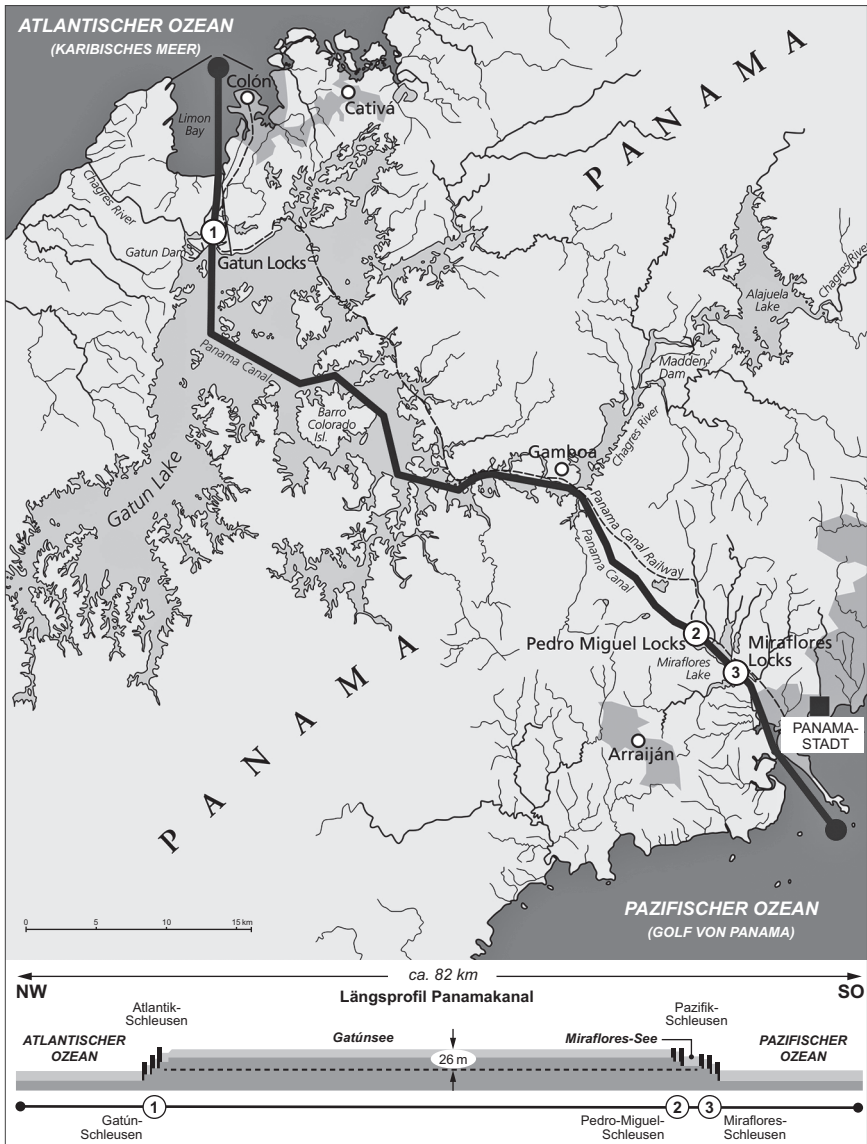 ATLANTISCHER OZEAN
(KARIBISCHES MEER)
PANAMA
Colón
Cativá
Limon
Bay
Chagres River
1
Gatun Dam
Gatun Locks
Alajuela
Lake
Chagres River
Panama Canal
Madden
Dam
Barro
Colorado
Isl.
Chagres River
Gamboa
Gatun Lake
Panama Canal Railway
Panama Canal
2
Pedro Miguel Locks
Miraflores
Locks
Miraflores
Lake
3
PANAMA
PANAMA-
STADT
Arraiján
0 5 10 15 km
PAZIFISCHER OZEAN
(GOLF VON PANAMA)
ca. 82 km
NW
Längsprofil Panamakanal
SO
Atlantik-
Schleusen
Pazifik-
Schleusen
ATLANTISCHER
OZEAN
Gatúnsee
26 m
Miraflores-See
PAZIFISCHER
OZEAN
1
2
3
Gatún-
Schleusen
Pedro-Miguel-
Schleusen
Miraflores-
Schleusen